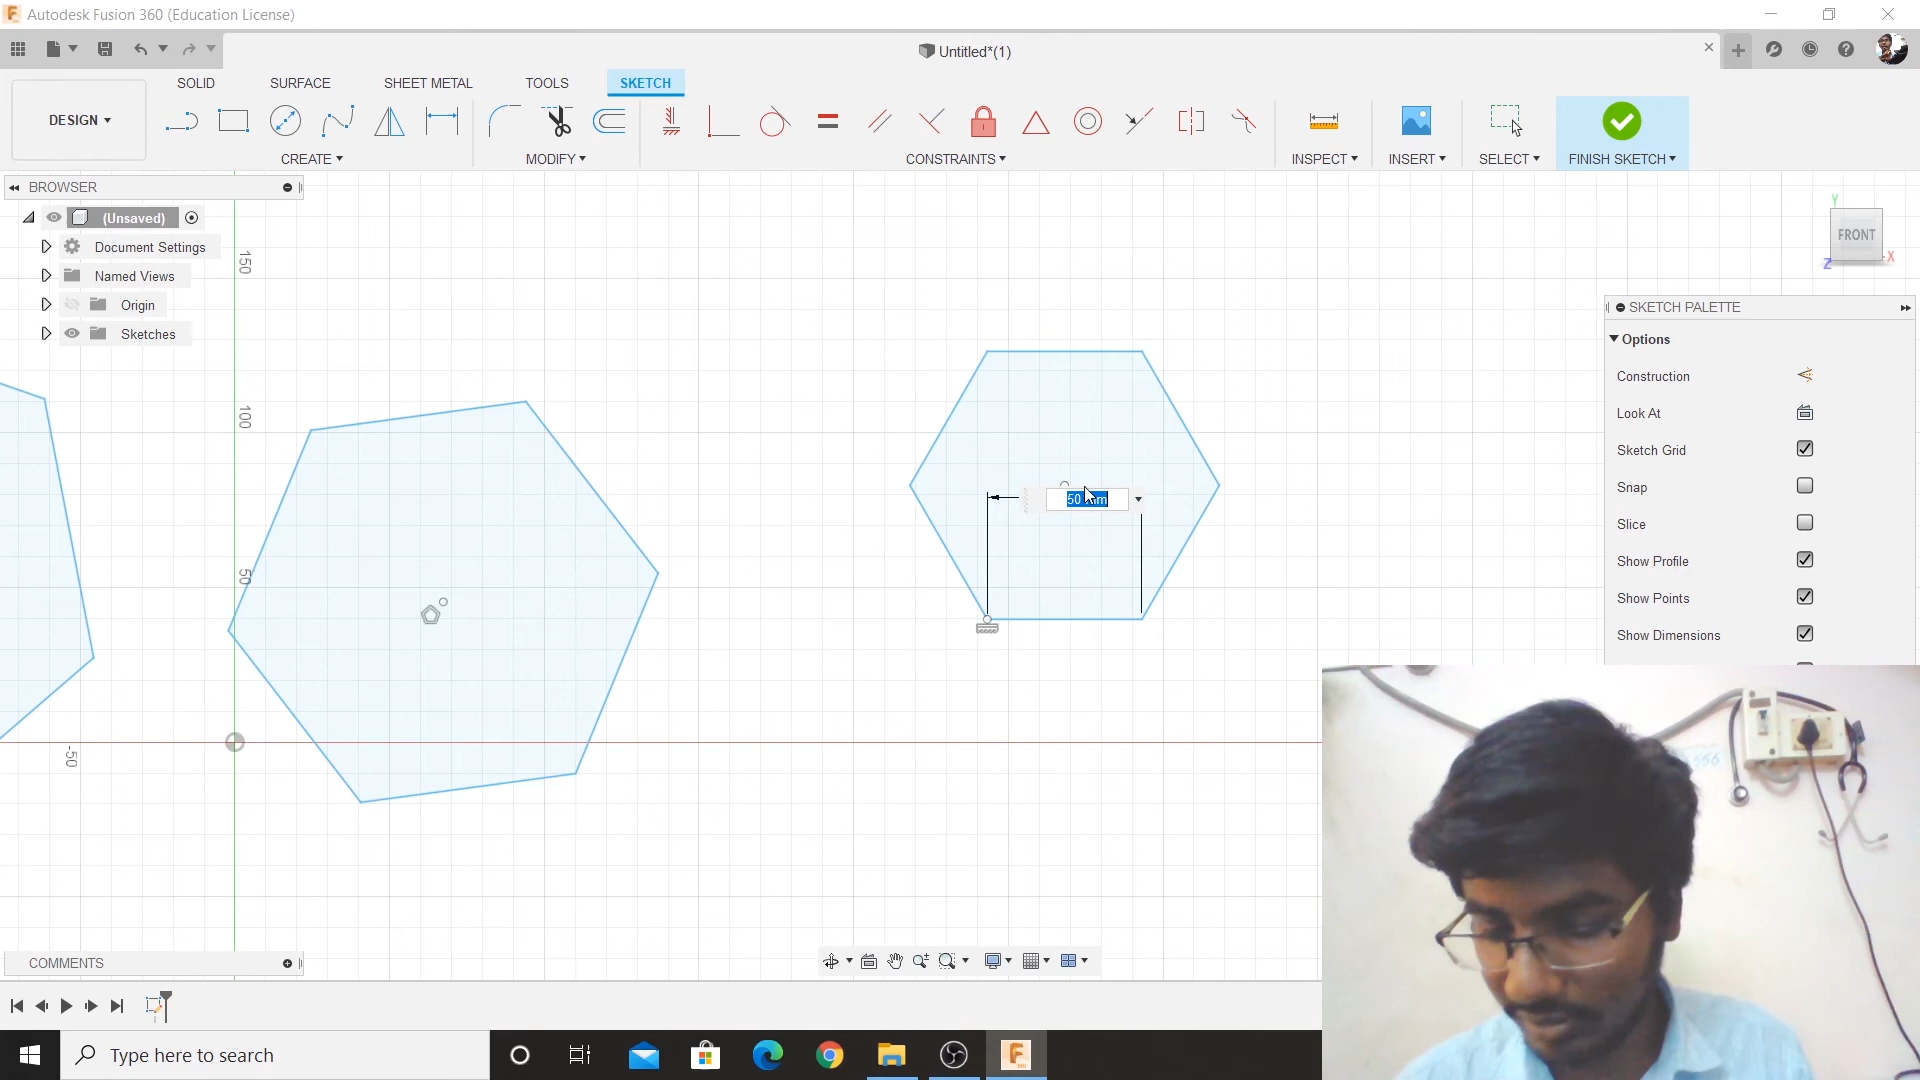 Autodesk Fusion 360 (Education License)
Untitled*(1)
SOLID SURFACE SHEET METAL TOOLS SKETCH
DESIGN
CREATE MODIFY CONSTRAINTS INSPECT INSERT SELECT FINISH SKETCH
BROWSER
(Unsaved)
Document Settings
Named Views
Origin
Sketches
150
100
50
-50
50 mm
Y
FRONT
X
Z
SKETCH PALETTE
Options
Construction
Look At
Sketch Grid
Snap
Slice
Show Profile
Show Points
Show Dimensions
COMMENTS
Type here to search